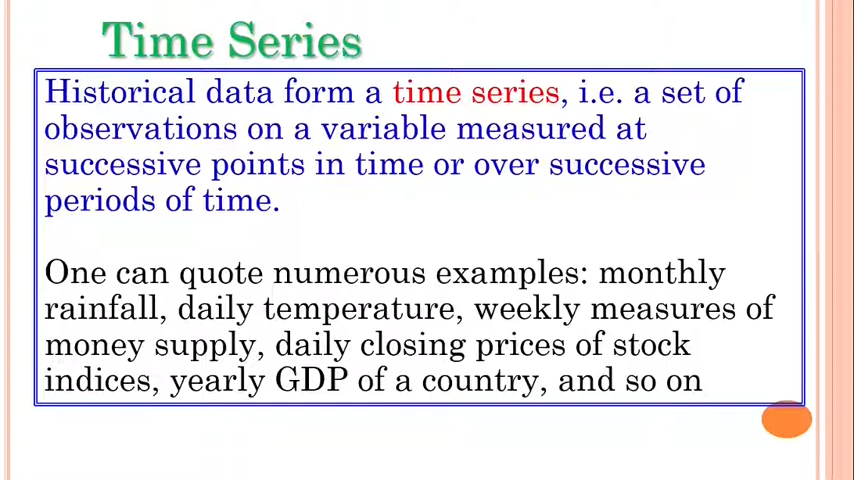 Time Series
Historical data form a time series, i.e. a set of
observations on a variable measured at
successive points in time or over successive
periods of time.
One can quote numerous examples: monthly
rainfall, daily temperature, weekly measures of
money supply, daily closing prices of stock
indices, yearly GDP of a country, and so on